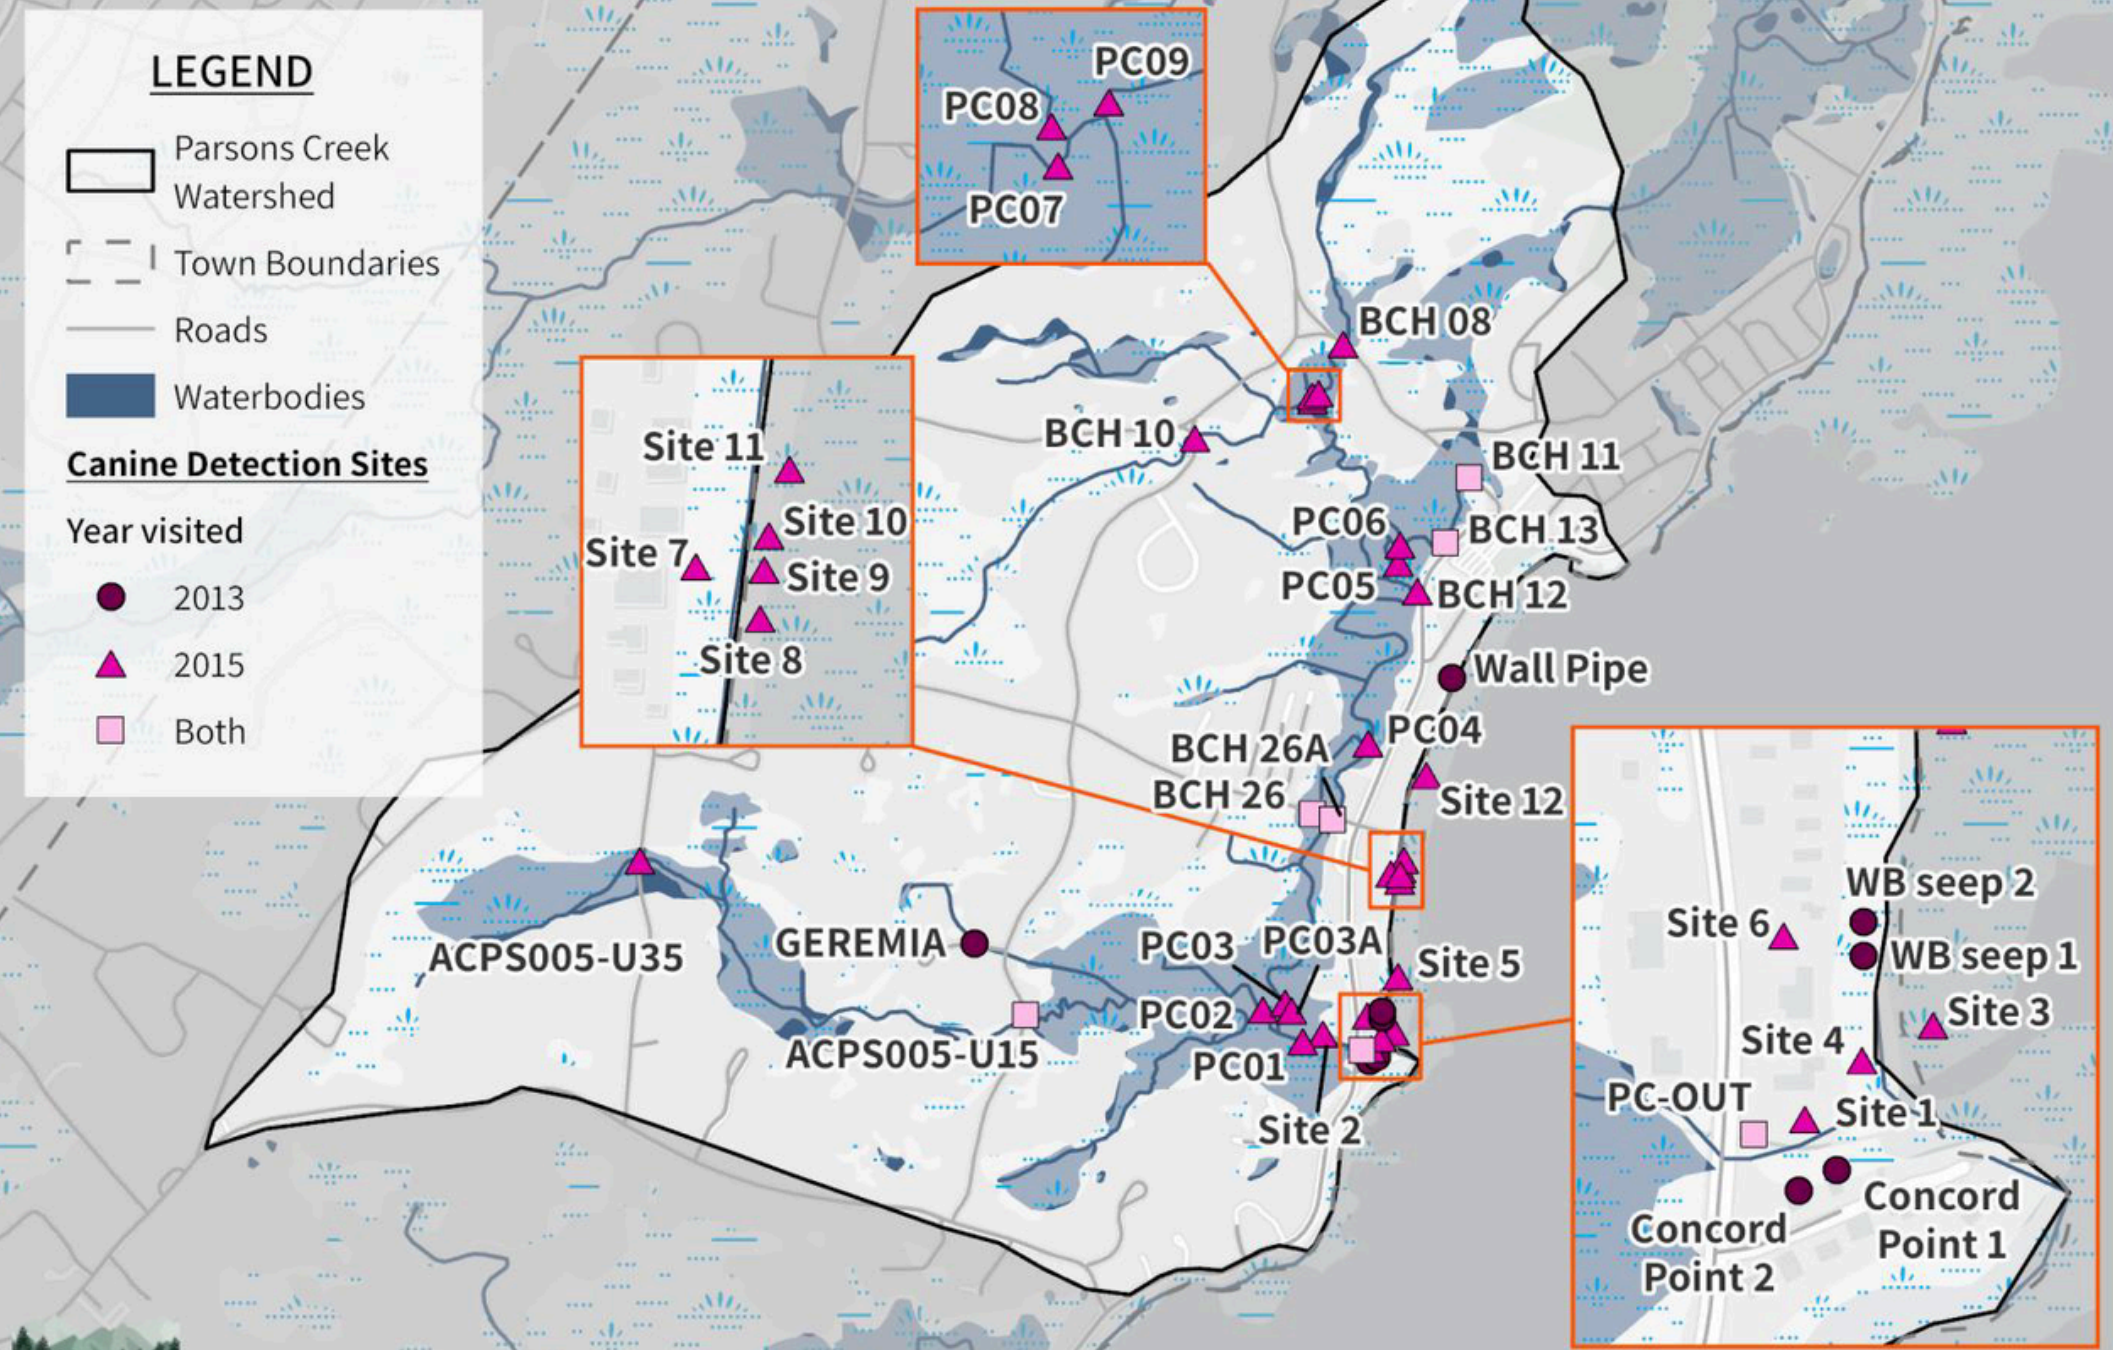 LEGEND
Parsons Creek
Watershed
Town Boundaries
Roads
Waterbodies
Canine Detection Sites
Year visited
2013
2015
Both
PC09
PC08
PC07
BCH 08
Site 11
Site 10
Site 7
Site 9
Site 8
BCH 10
BCH 11
PC06
BCH 13
PC05
BCH 12
Wall Pipe
PC04
BCH 26A
BCH 26
Site 12
ACPS005-U35
GEREMIA
PC03
PC03A
Site 5
PC02
ACPS005-U15
PC01
Site 2
WB seep 2
Site 6
WB seep 1
Site 3
Site 4
PC-OUT
Site 1
Concord
Point 1
Concord
Point 2